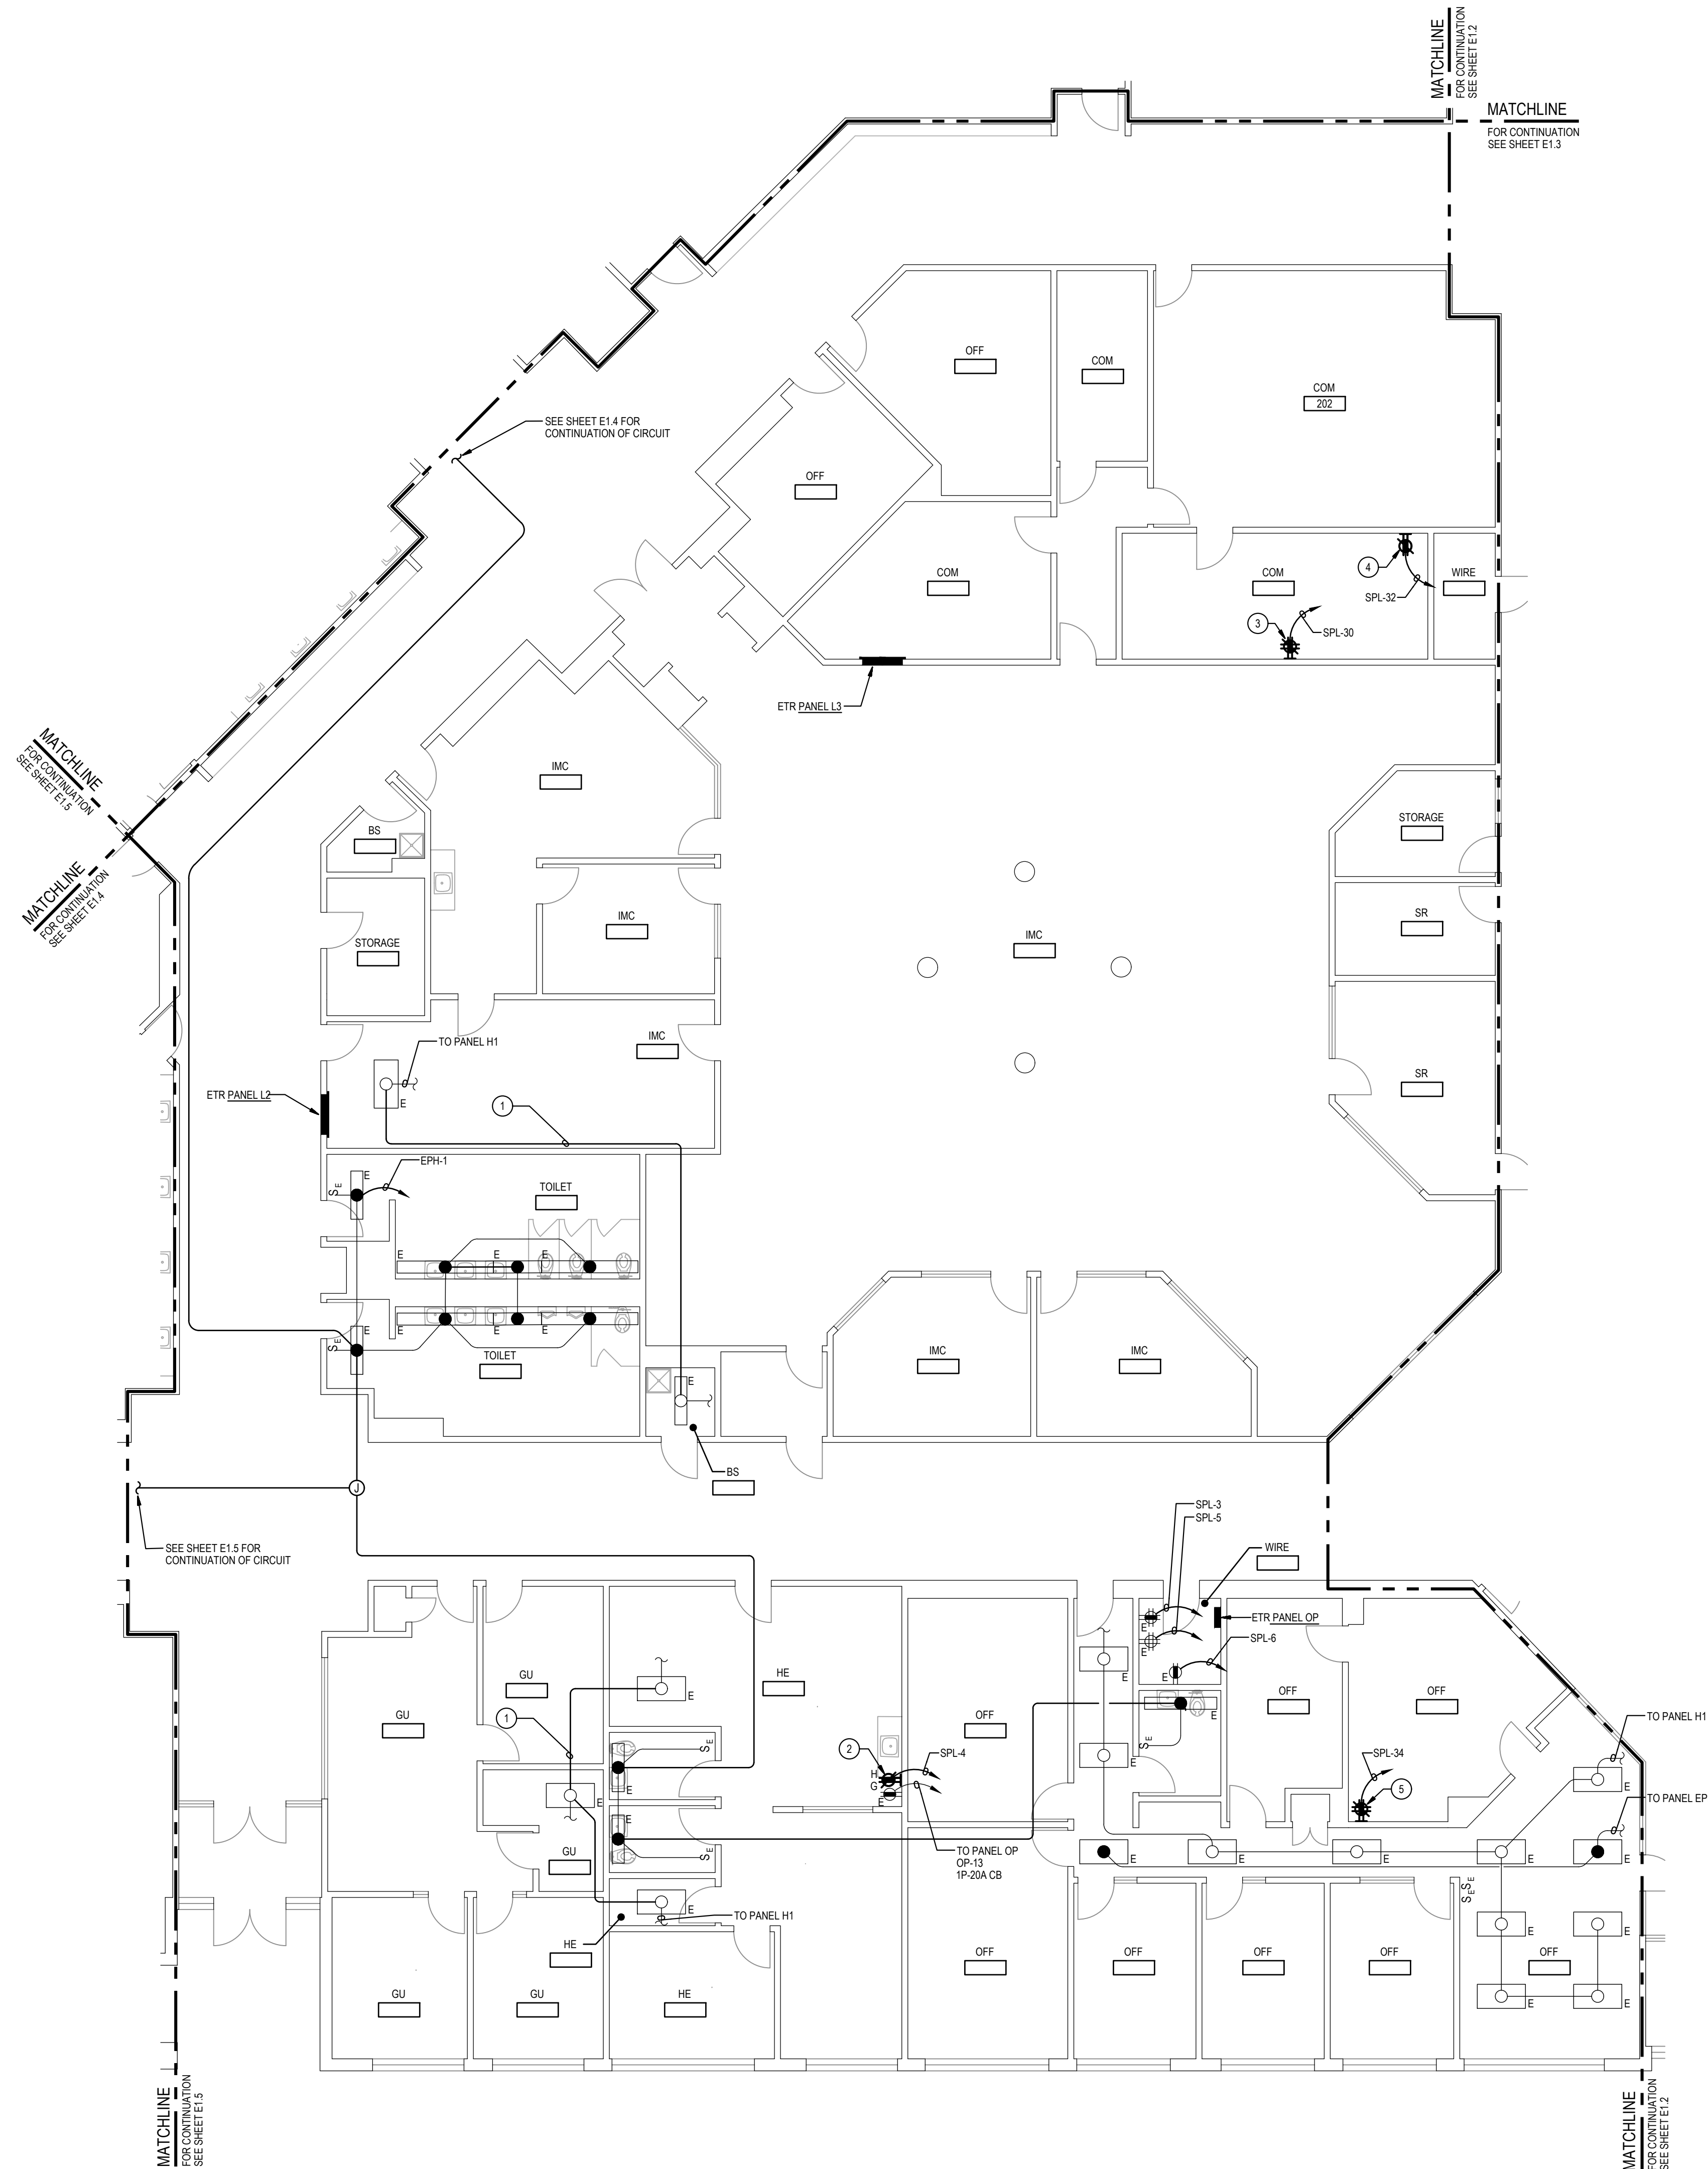 MATCHLINE
FOR CONTINUATION
SEE SHEET E1.2
MATCHLINE
FOR CONTINUATION
SEE SHEET E1.3
OFF
COM
COM
202
SEE SHEET E1.4 FOR
CONTINUATION OF CIRCUIT
OFF
COM
COM
4
WIRE
SPL-32
3
SPL-30
ETR PANEL L3
MATCHLINE
FOR CONTINUATION
SEE SHEET E1.5
MATCHLINE
FOR CONTINUATION
SEE SHEET E1.4
IMC
BS
STORAGE
IMC
STORAGE
IMC
SR
TO PANEL H1
IMC
E
SR
ETR PANEL L2
1
EPH-1
E
SE
TOILET
E
E
E
E
SE
E
E
E
TOILET
IMC
IMC
E
BS
J
SEE SHEET E1.5 FOR
CONTINUATION OF CIRCUIT
SPL-3
SPL-5
WIRE
E
ETR PANEL OP
E
SPL-6
E
E
GU
HE
E
OFF
OFF
OFF
GU
1
E
TO PANEL H1
SE
SE
2
SPL-4
H
G
E
E
SPL-34
5
E
E
E
TO PANEL EP
E
GU
SE
TO PANEL OP
OP-13
1P-20A CB
E
E
E
E
E
E
TO PANEL H1
SE
SE
HE
E
E
OFF
OFF
OFF
OFF
OFF
GU
GU
HE
E
E
MATCHLINE
FOR CONTINUATION
SEE SHEET E1.5
MATCHLINE
FOR CONTINUATION
SEE SHEET E1.2